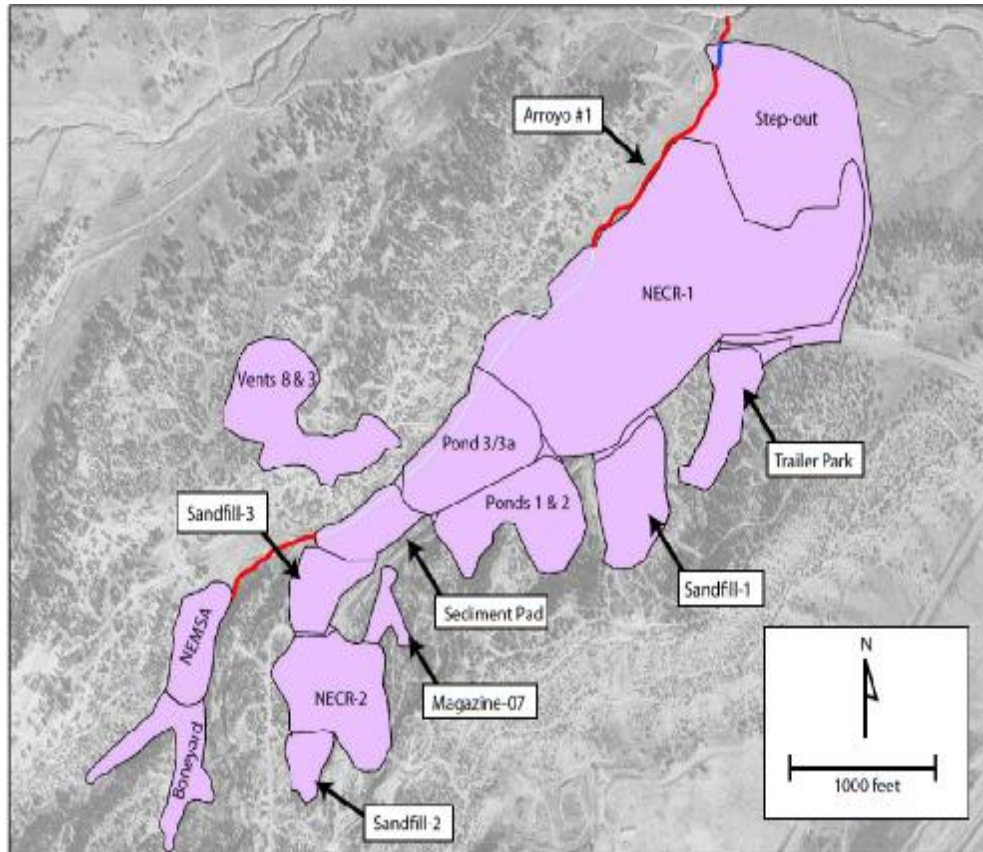 Arroyo #1
Step-out
NECR-1
Vents 8 & 3
Pond 3/3a
Trailer Park
Sandfill-3
Ponds 1 & 2
Sandfill-1
Sediment Pad
NEMSA
NECR-2
Magazine-07
Boneyard
Sandfill-2
N
1000 feet